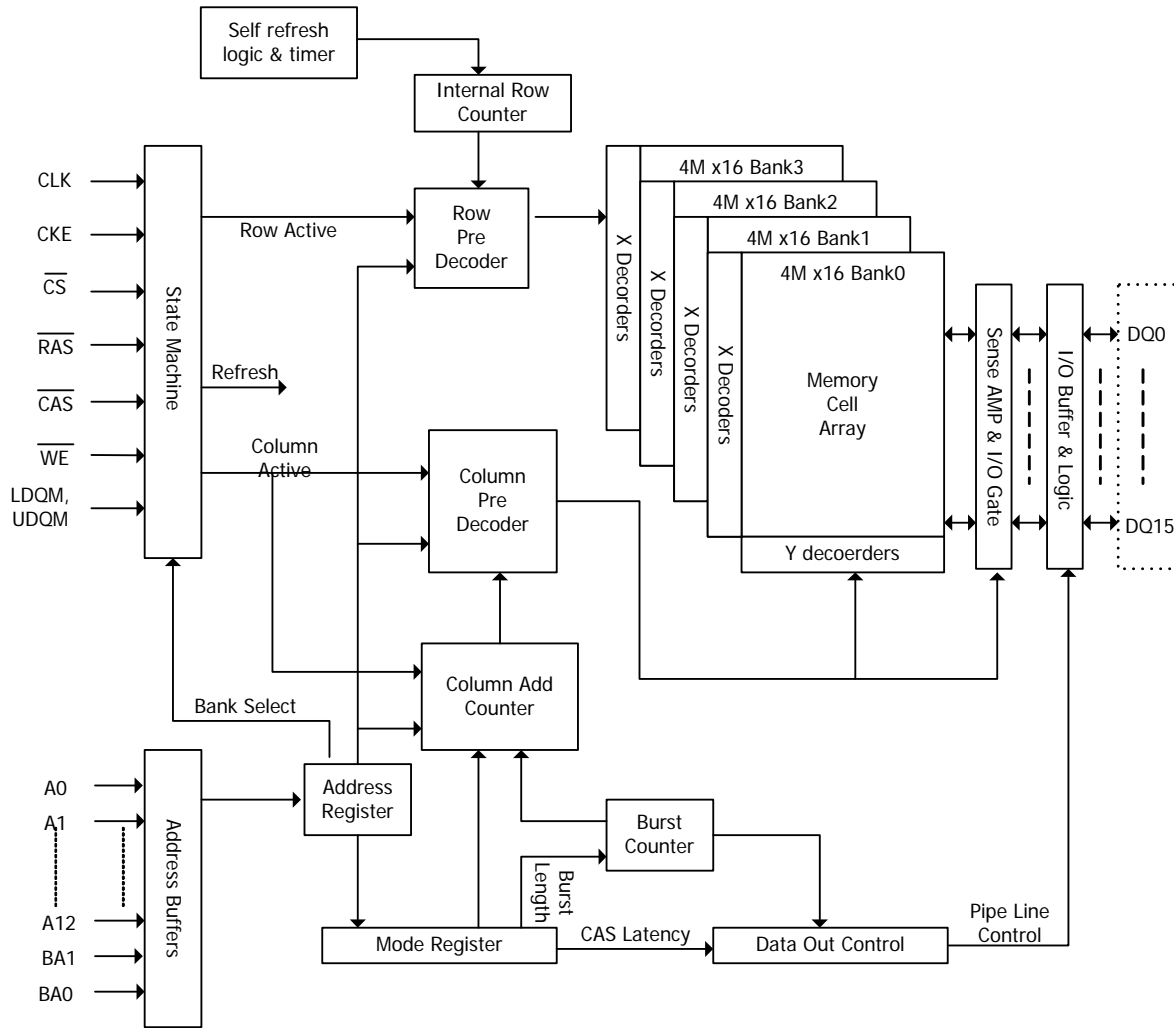 Self refresh
logic & timer
Internal Row
Counter
CLK
CKE
CS
RAS
CAS
WE
LDQM,
UDQM
State Machine
Row Active
Refresh
Column
Active
Row
Pre
Decoder
Column
Pre
Decoder
X Decorders
X Decorders
X Decorders
X Decoders
4M x16 Bank3
4M x16 Bank2
4M x16 Bank1
4M x16 Bank0
Memory
Cell
Array
Y decoerders
Sense AMP & I/O Gate
I/O Buffer & Logic
DQ0
DQ15
Bank Select
Column Add
Counter
A0
A1
A12
BA1
BA0
Address Buffers
Address
Register
Burst
Counter
Burst
Length
Mode Register
CAS Latency
Data Out Control
Pipe Line
Control